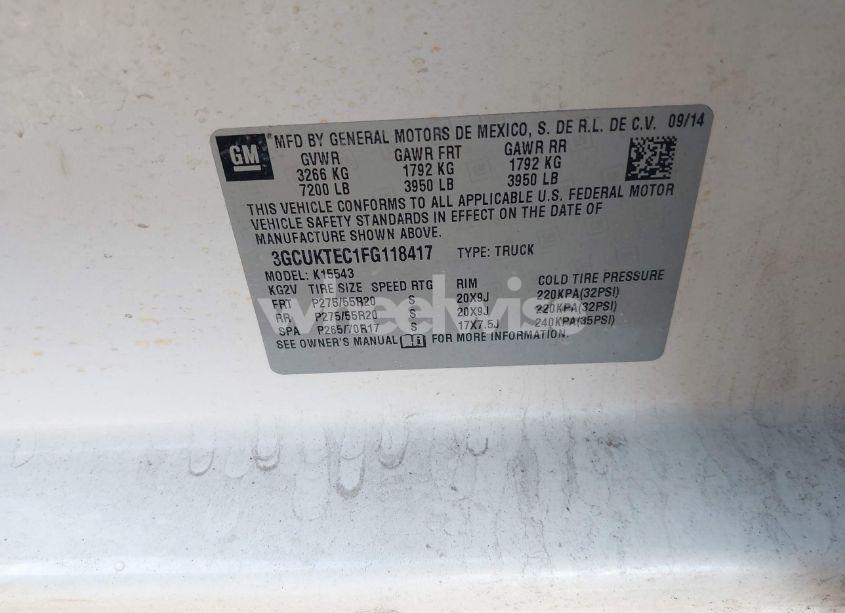 GM
MFD BY GENERAL MOTORS DE MEXICO, S. DE R.L. DE C.V. 09/14
GVWR GAWR FRT GAWR RR
3266 KG 1792 KG 1792 KG
7200 LB 3950 LB 3950 LB
THIS VEHICLE CONFORMS TO ALL APPLICABLE U.S. FEDERAL MOTOR
VEHICLE SAFETY STANDARDS IN EFFECT ON THE DATE OF
MANUFACTURE SHOWN ABOVE.
3GCUKTEC1FG118417 TYPE: TRUCK
MODEL: K15543
KG2V TIRE SIZE SPEED RTG RIM COLD TIRE PRESSURE
FRT P275/55R20 S 20X9J 220KPA(32PSI)
RR P275/55R20 S 20X9J 220KPA(32PSI)
SPA P265/70R17 S 17X7.5J 240KPA(35PSI)
SEE OWNER'S MANUAL FOR MORE INFORMATION.